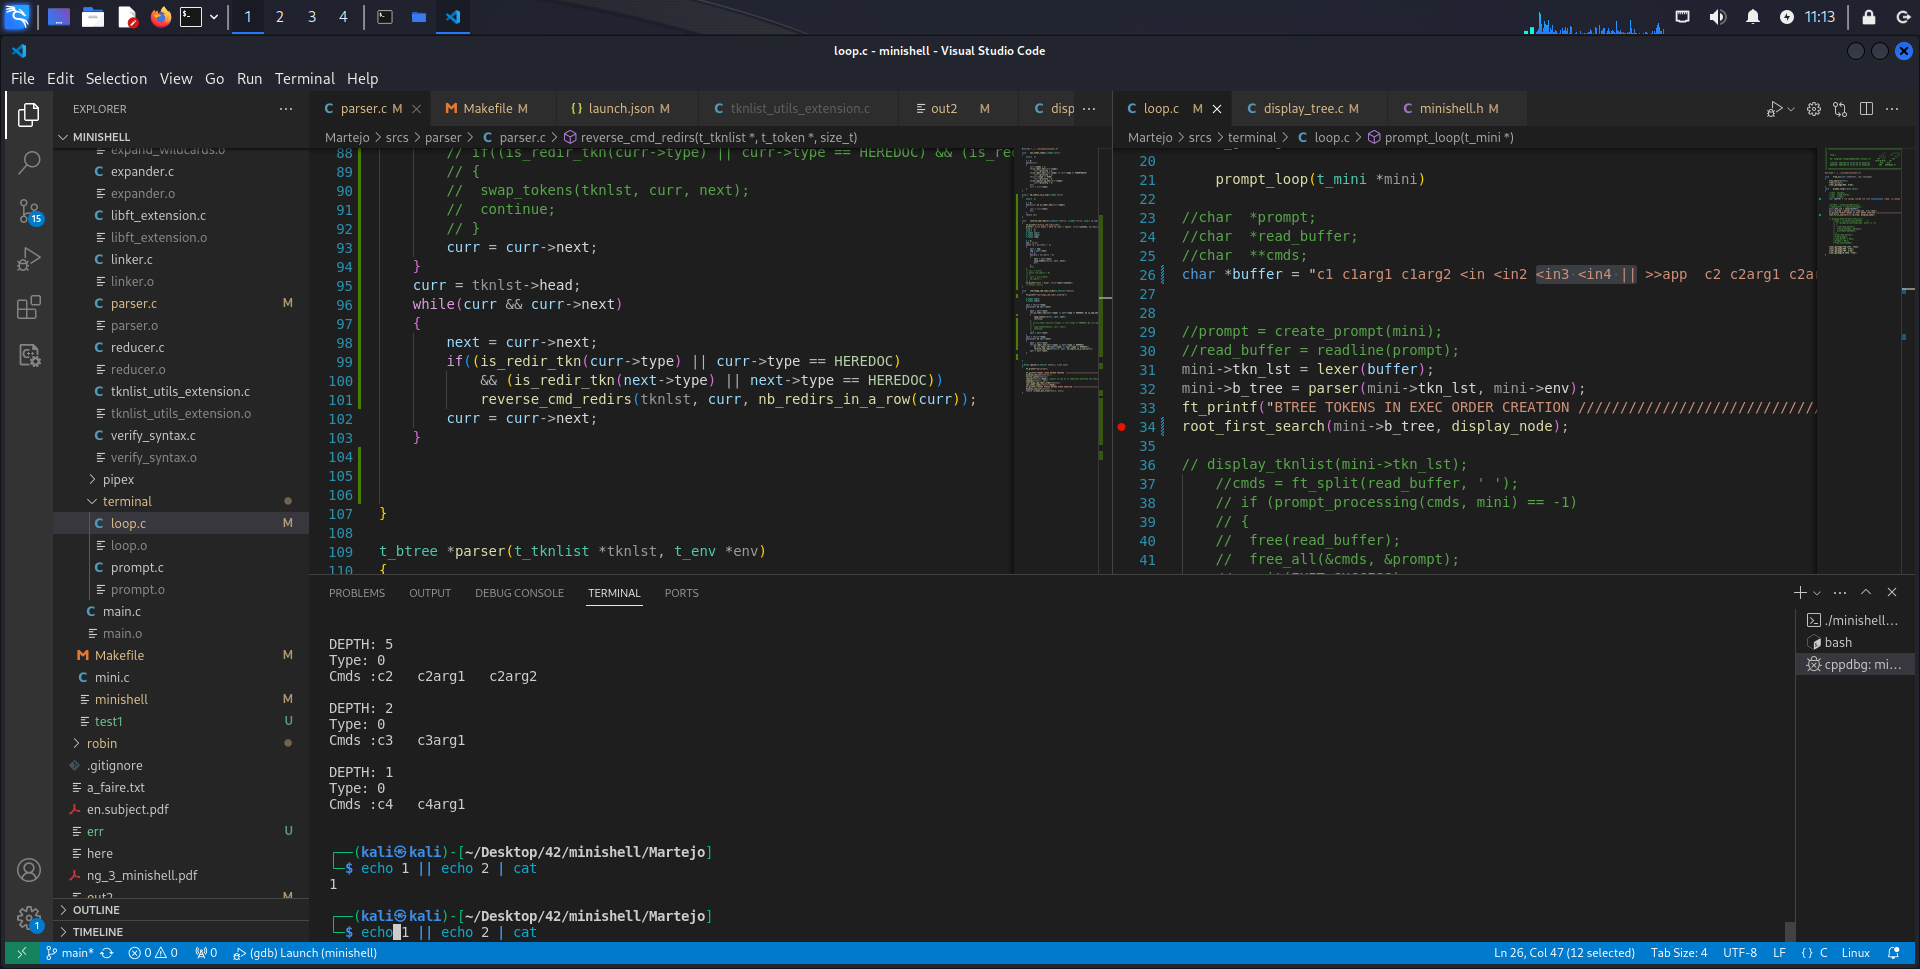 1 2 3 4
11:13
loop.c - minishell - Visual Studio Code
File Edit Selection View Go Run Terminal Help
EXPLORER
MINISHELL
expand_wildcards.o
expander.c
expander.o
libft_extension.c
libft_extension.o
linker.c
linker.o
parser.c M
parser.o
reducer.c
reducer.o
tknlist_utils_extension.c
tknlist_utils_extension.o
verify_syntax.c
verify_syntax.o
pipex
terminal
loop.c M
loop.o
prompt.c
prompt.o
main.c
main.o
Makefile M
mini.c
minishell M
test1 U
robin
.gitignore
a_faire.txt
en.subject.pdf
err U
here
ng_3_minishell.pdf
out2 M
OUTLINE
TIMELINE
15
1
parser.c M Makefile M launch.json M tknlist_utils_extension.c out2 M disp
Martejo > srcs > parser > parser.c > reverse_cmd_redirs(t_tknlist *, t_token *, size_t)
88 // if((is_redir_tkn(curr->type) || curr->type == HEREDOC) && (is_re
89 // {
90 // swap_tokens(tknlst, curr, next);
91 // continue;
92 // }
93 curr = curr->next;
94 }
95 curr = tknlst->head;
96 while(curr && curr->next)
97 {
98 next = curr->next;
99 if((is_redir_tkn(curr->type) || curr->type == HEREDOC)
100 && (is_redir_tkn(next->type) || next->type == HEREDOC))
101 reverse_cmd_redirs(tknlst, curr, nb_redirs_in_a_row(curr));
102 curr = curr->next;
103 }
104
105
106
107 }
108
109 t_btree *parser(t_tknlist *tknlst, t_env *env)
110 {
loop.c M display_tree.c M minishell.h M
Martejo > srcs > terminal > loop.c > prompt_loop(t_mini *)
20
21 prompt_loop(t_mini *mini)
22
23 //char *prompt;
24 //char *read_buffer;
25 //char **cmds;
26 char *buffer = "c1 c1arg1 c1arg2 <in <in2 <in3 <in4 || >>app c2 c2arg1 c2a
27
28
29 //prompt = create_prompt(mini);
30 //read_buffer = readline(prompt);
31 mini->tkn_lst = lexer(buffer);
32 mini->b_tree = parser(mini->tkn_lst, mini->env);
33 ft_printf("BTREE TOKENS IN EXEC ORDER CREATION /////////////////////////////
34 root_first_search(mini->b_tree, display_node);
35
36 // display_tknlist(mini->tkn_lst);
37 //cmds = ft_split(read_buffer, ' ');
38 // if (prompt_processing(cmds, mini) == -1)
39 // {
40 // free(read_buffer);
41 // free_all(&cmds, &prompt);
PROBLEMS OUTPUT DEBUG CONSOLE TERMINAL PORTS
DEPTH: 5
Type: 0
Cmds :c2 c2arg1 c2arg2
DEPTH: 2
Type: 0
Cmds :c3 c3arg1
DEPTH: 1
Type: 0
Cmds :c4 c4arg1
(kali㉿kali)-[~/Desktop/42/minishell/Martejo]
$ echo 1 || echo 2 | cat
1
(kali㉿kali)-[~/Desktop/42/minishell/Martejo]
$ echo 1 || echo 2 | cat
./minishell...
bash
cppdbg: mi...
main* 0 0 0 (gdb) Launch (minishell)
Ln 26, Col 47 (12 selected) Tab Size: 4 UTF-8 LF {} C Linux